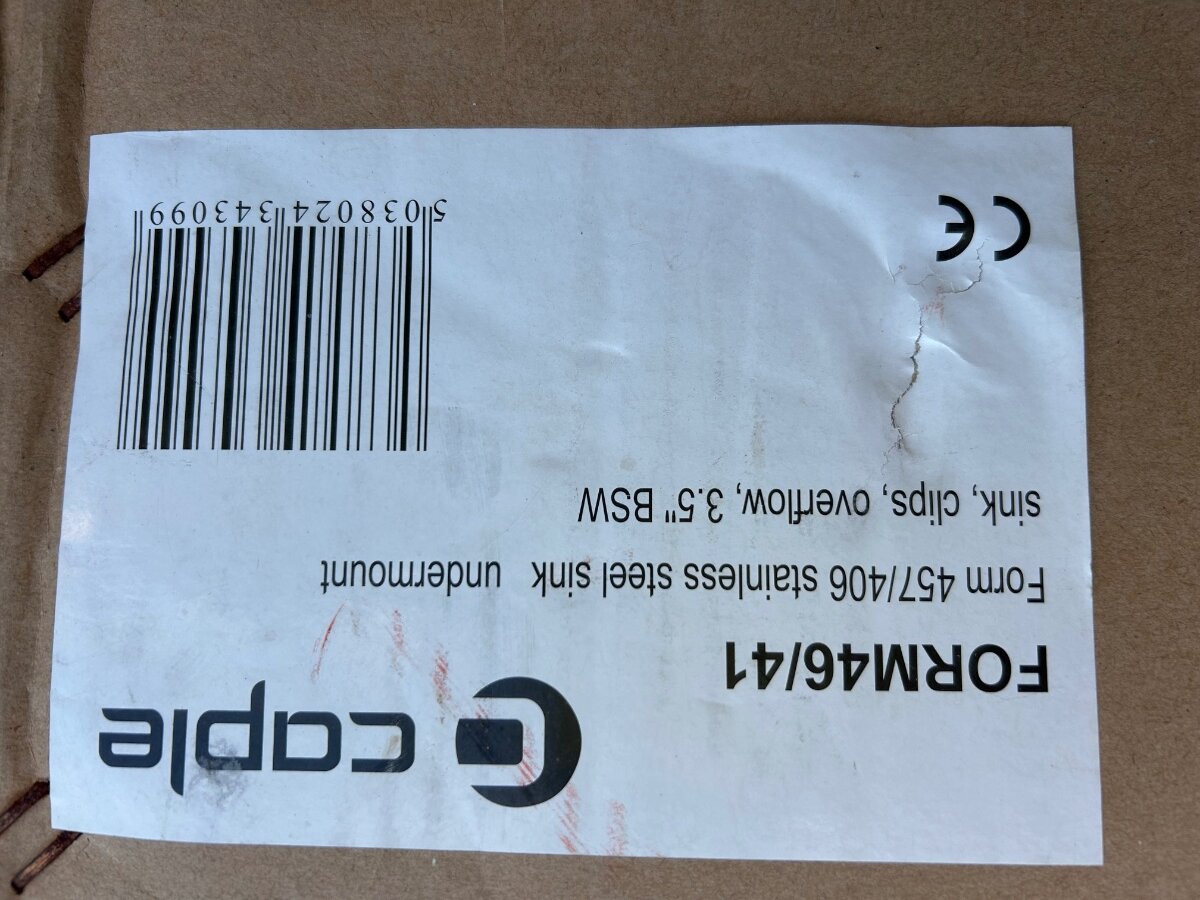 caple
FORM46/41
Form 457/406 stainless steel sink undermount
sink, clips, overflow, 3.5" BSW
5038024343099
CE